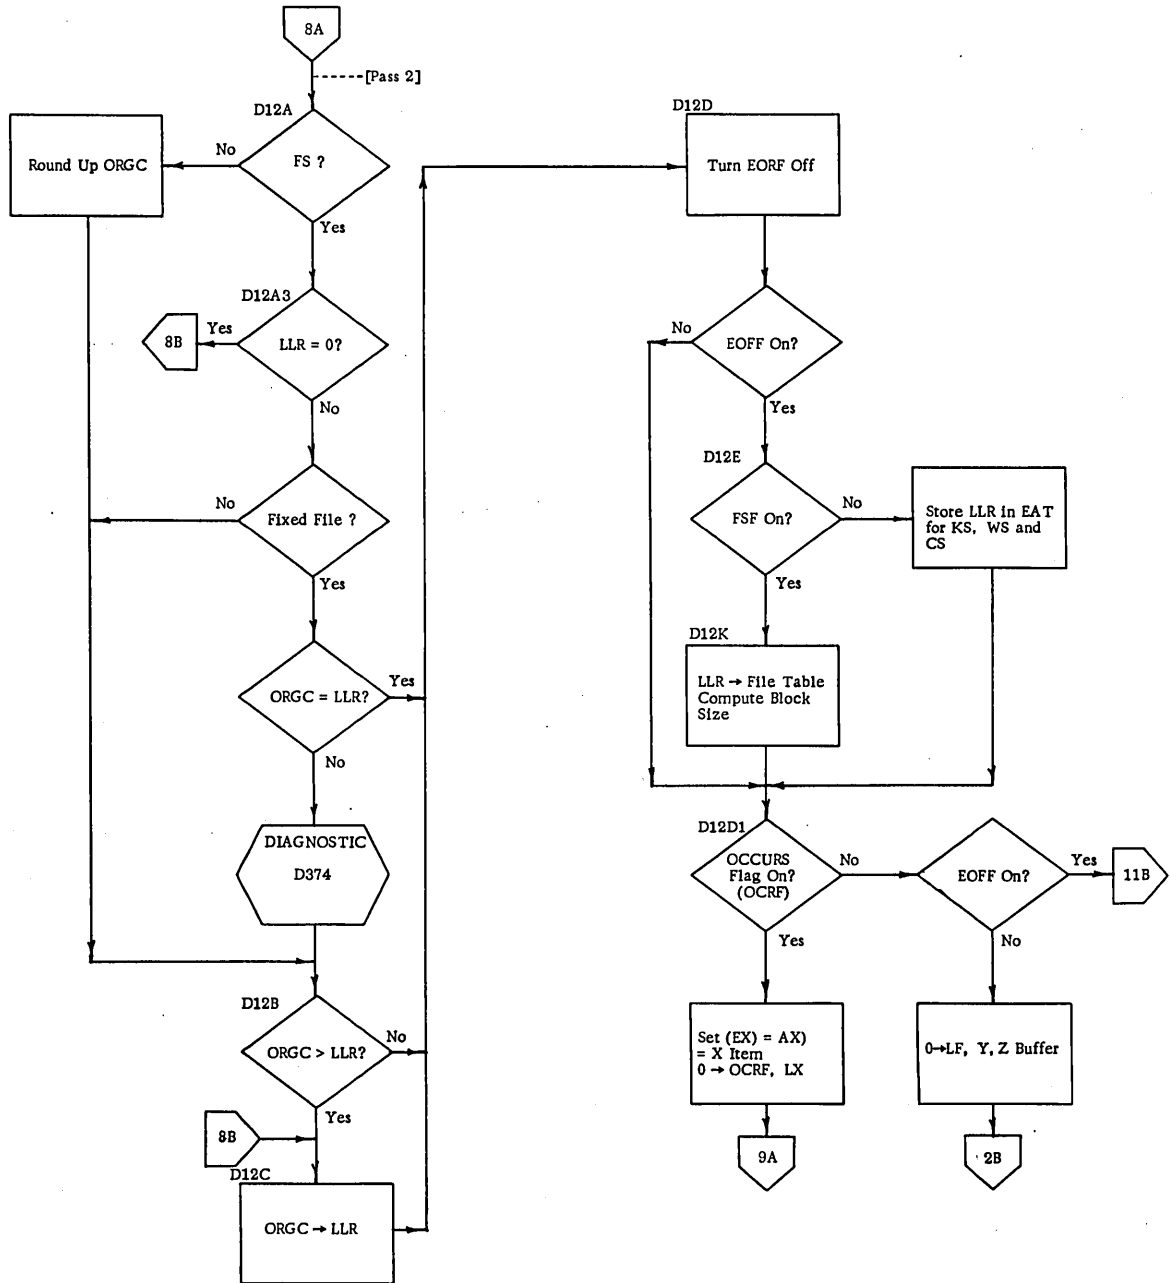 8A
[Pass 2]
D12A
FS ?
No
Yes
Round Up ORGC
D12A3
LLR = 0?
Yes
8B
No
Fixed File ?
No
Yes
ORGC = LLR?
Yes
No
DIAGNOSTIC
D374
D12B
ORGC > LLR?
No
Yes
8B
D12C
ORGC → LLR
D12D
Turn EORF Off
EOFF On?
No
Yes
D12E
FSF On?
No
Yes
Store LLR in EAT
for KS, WS and
CS
D12K
LLR → File Table
Compute Block
Size
D12D1
OCCURS
Flag On?
(OCRF)
No
Yes
EOFF On?
Yes
11B
No
Set (EX) = AX)
= X Item
0 → OCRF, LX
9A
0→LF, Y, Z Buffer
2B